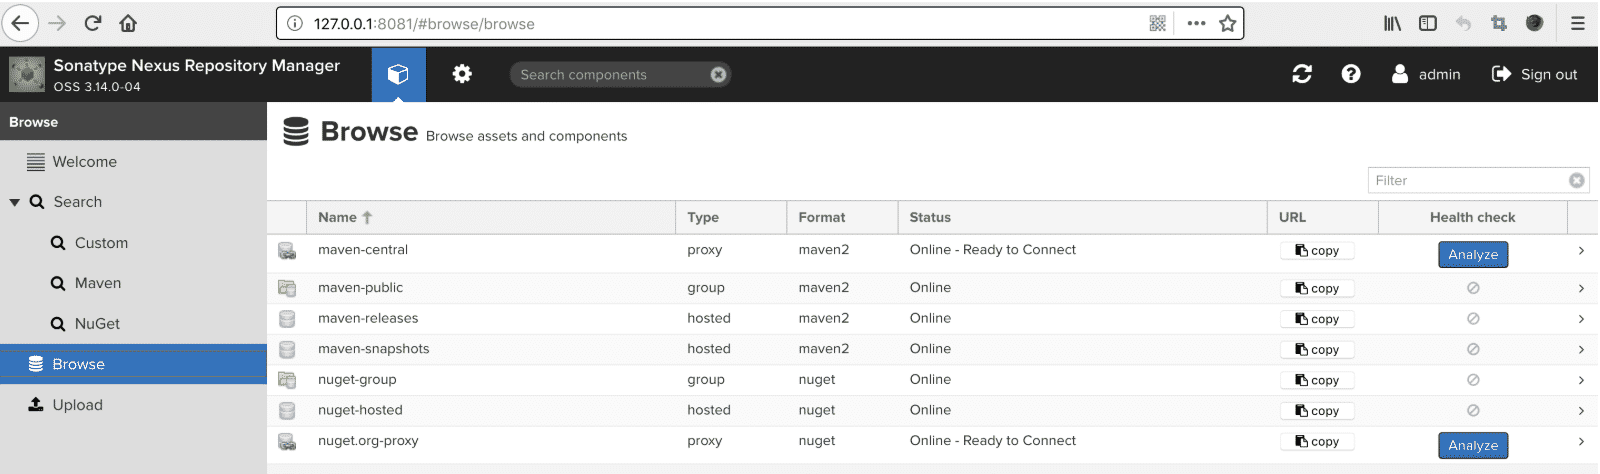 127.0.0.1:8081/#browse/browse
Sonatype Nexus Repository Manager
OSS 3.14.0-04
Search components
admin
Sign out
Browse
Welcome
Search
Custom
Maven
NuGet
Browse
Upload
Browse Browse assets and components
Filter
Name Type Format Status URL Health check
maven-central proxy maven2 Online - Ready to Connect copy Analyze
maven-public group maven2 Online copy
maven-releases hosted maven2 Online copy
maven-snapshots hosted maven2 Online copy
nuget-group group nuget Online copy
nuget-hosted hosted nuget Online copy
nuget.org-proxy proxy nuget Online - Ready to Connect copy Analyze